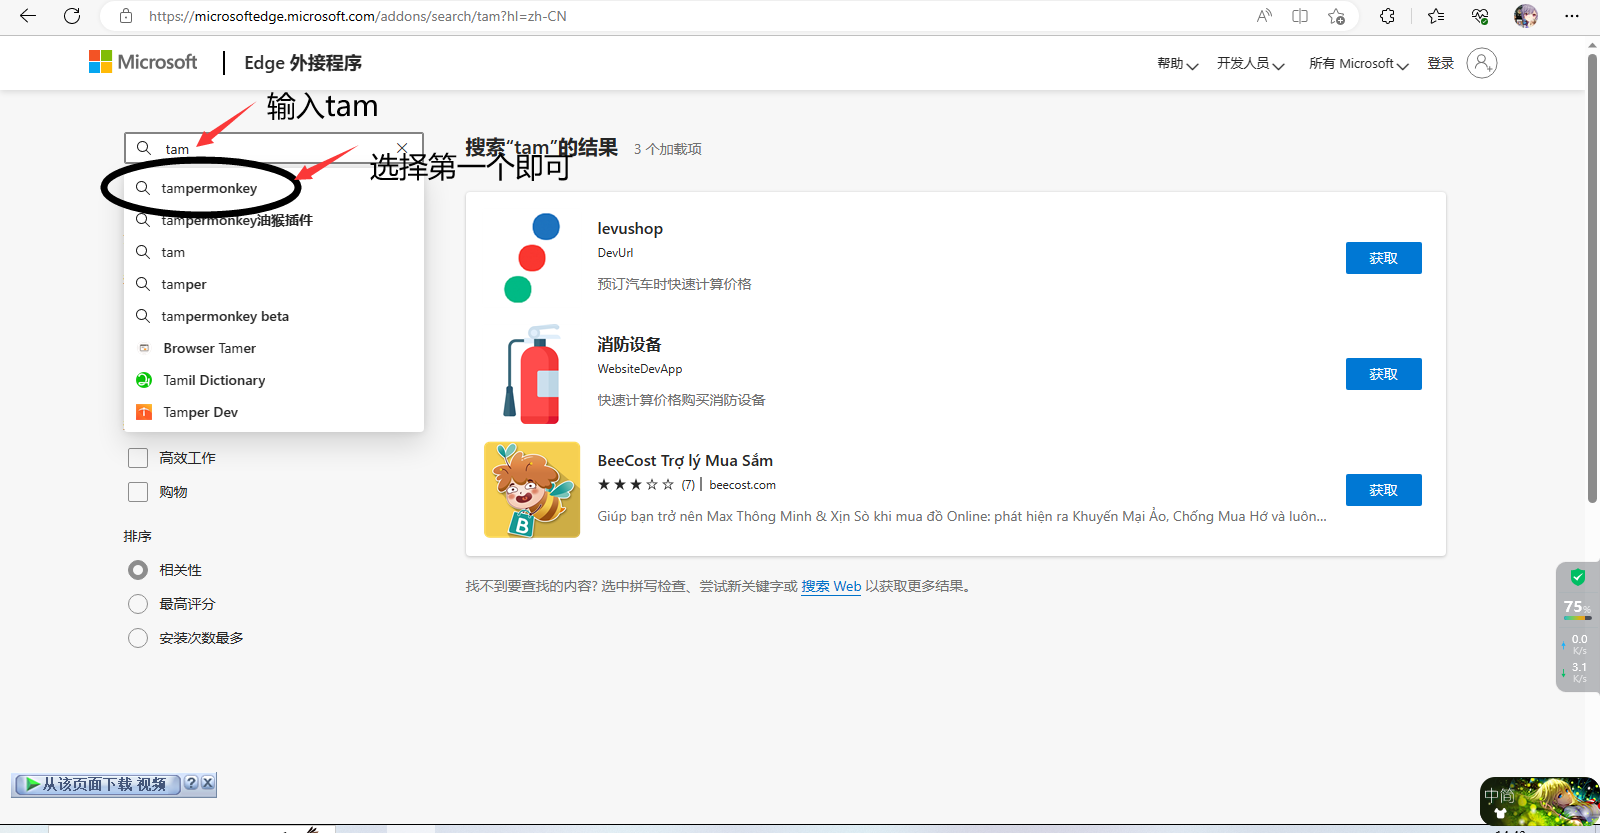 https://microsoftedge.microsoft.com/addons/search/tam?hl=zh-CN
Microsoft
Edge 外接程序
帮助
开发人员
所有 Microsoft
登录
输入tam
tam
选择第一个即可
tampermonkey
tampermonkey油猴插件
tam
tamper
tampermonkey beta
Browser Tamer
Tamil Dictionary
Tamper Dev
高效工作
购物
排序
相关性
最高评分
安装次数最多
搜索“tam”的结果
3 个加载项
levushop
DevUrl
预订汽车时快速计算价格
获取
消防设备
WebsiteDevApp
快速计算价格购买消防设备
获取
BeeCost Trợ lý Mua Sắm
(7) | beecost.com
Giúp bạn trở nên Max Thông Minh & Xịn Sò khi mua đồ Online: phát hiện ra Khuyến Mại Ảo, Chống Mua Hớ và luôn...
获取
B
找不到要查找的内容? 选中拼写检查、尝试新关键字或 搜索 Web 以获取更多结果。
75%
0.0
K/s
3.1
K/s
从该页面下载 视频
中简